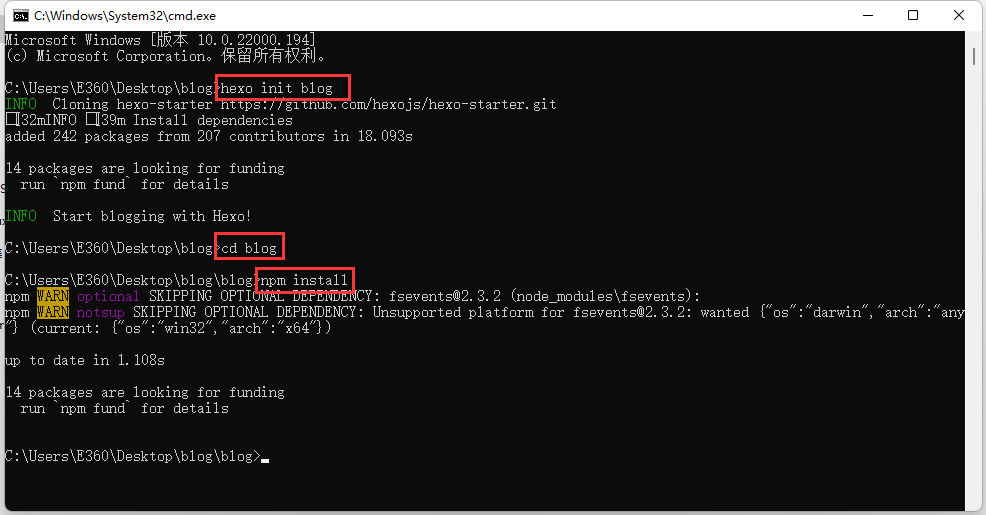 C:\Windows\System32\cmd.exe
Microsoft Windows [版本 10.0.22000.194]
(c) Microsoft Corporation。保留所有权利。
C:\Users\E360\Desktop\blog>hexo init blog
INFO  Cloning hexo-starter https://github.com/hexojs/hexo-starter.git
[32mINFO [39m Install dependencies
added 242 packages from 207 contributors in 18.093s
14 packages are looking for funding
run `npm fund` for details
INFO  Start blogging with Hexo!
C:\Users\E360\Desktop\blog>cd blog
C:\Users\E360\Desktop\blog\blog>npm install
npm WARN optional SKIPPING OPTIONAL DEPENDENCY: fsevents@2.3.2 (node_modules\fsevents):
npm WARN notsup SKIPPING OPTIONAL DEPENDENCY: Unsupported platform for fsevents@2.3.2: wanted {"os":"darwin","arch":"any
"} (current: {"os":"win32","arch":"x64"})
up to date in 1.108s
14 packages are looking for funding
run `npm fund` for details
C:\Users\E360\Desktop\blog\blog>